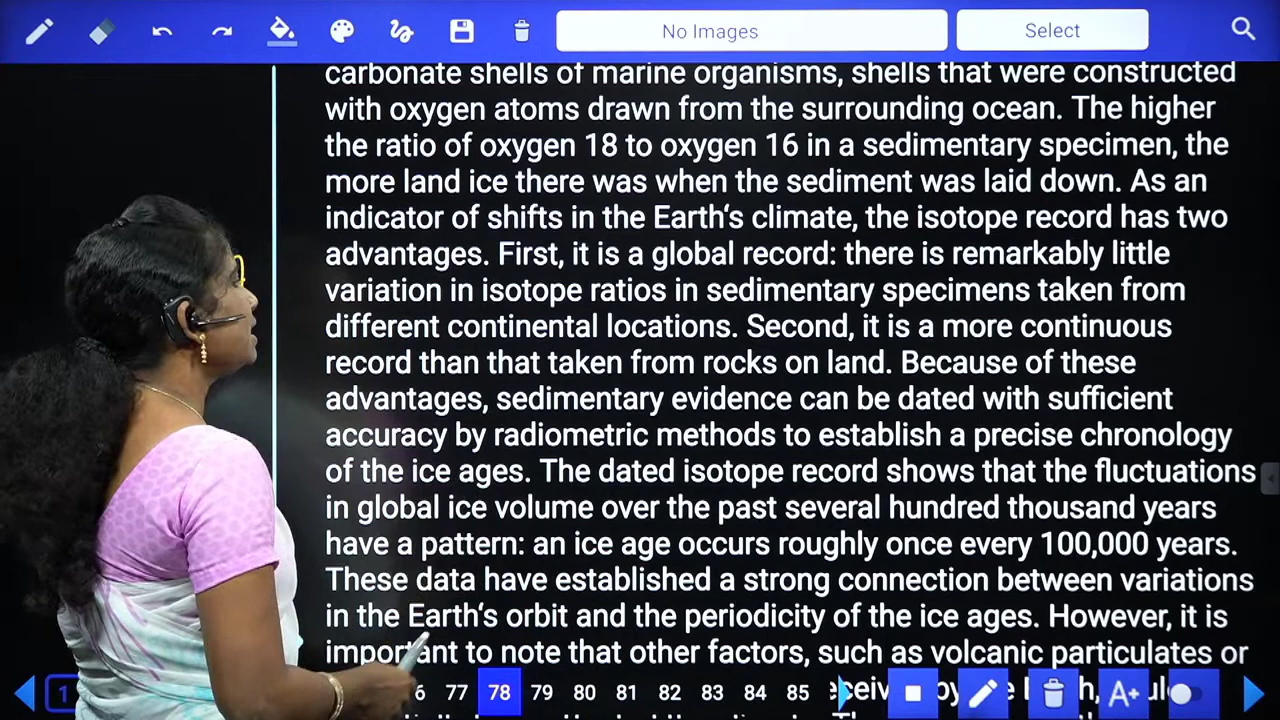 No Images
Select
carbonate shells of marine organisms, shells that were constructed
with oxygen atoms drawn from the surrounding ocean. The higher
the ratio of oxygen 18 to oxygen 16 in a sedimentary specimen, the
more land ice there was when the sediment was laid down. As an
indicator of shifts in the Earth‘s climate, the isotope record has two
advantages. First, it is a global record: there is remarkably little
variation in isotope ratios in sedimentary specimens taken from
different continental locations. Second, it is a more continuous
record than that taken from rocks on land. Because of these
advantages, sedimentary evidence can be dated with sufficient
accuracy by radiometric methods to establish a precise chronology
of the ice ages. The dated isotope record shows that the fluctuations
in global ice volume over the past several hundred thousand years
have a pattern: an ice age occurs roughly once every 100,000 years.
These data have established a strong connection between variations
in the Earth‘s orbit and the periodicity of the ice ages. However, it is
important to note that other factors, such as volcanic particulates or
1 6 77 78 79 80 81 82 83 84 85 by A+